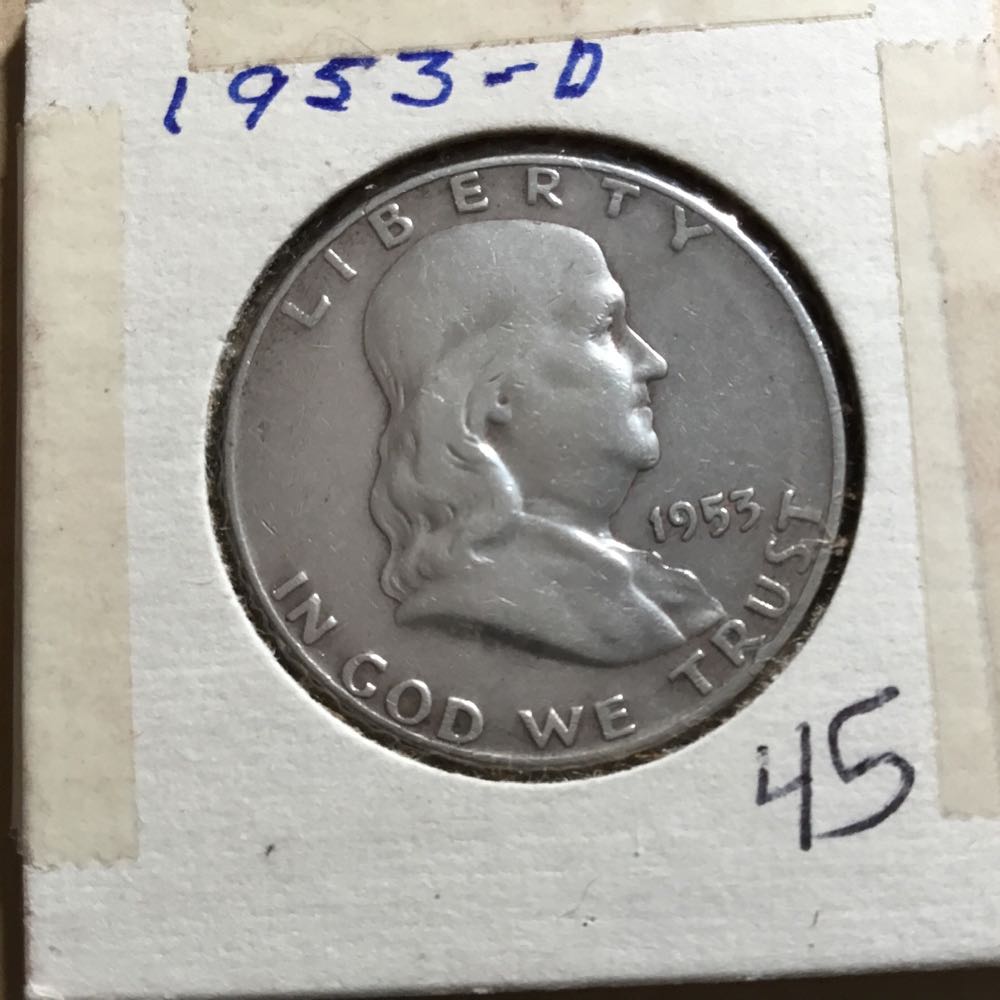 1953-D
LIBERTY
1953
IN GOD WE TRUST
45